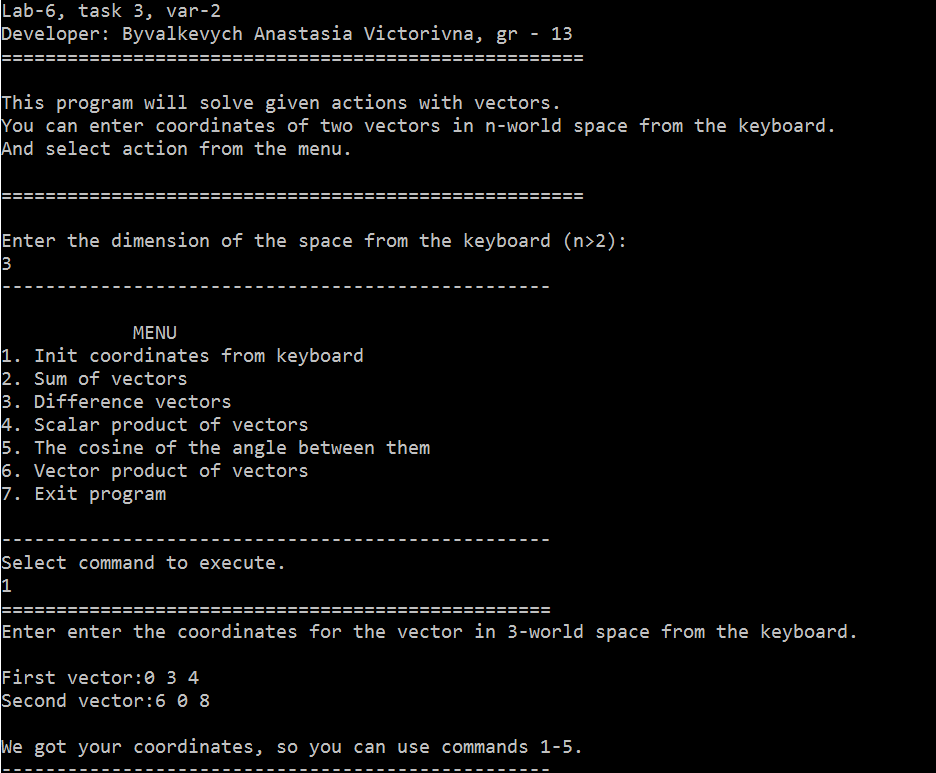 Lab-6, task 3, var-2
Developer: Byvalkevych Anastasia Victorivna, gr - 13
=====================================================
This program will solve given actions with vectors.
You can enter coordinates of two vectors in n-world space from the keyboard.
And select action from the menu.
=====================================================
Enter the dimension of the space from the keyboard (n>2):
3
--------------------------------------------------
MENU
1. Init coordinates from keyboard
2. Sum of vectors
3. Difference vectors
4. Scalar product of vectors
5. The cosine of the angle between them
6. Vector product of vectors
7. Exit program
--------------------------------------------------
Select command to execute.
1
==================================================
Enter enter the coordinates for the vector in 3-world space from the keyboard.
First vector:0 3 4
Second vector:6 0 8
We got your coordinates, so you can use commands 1-5.
--------------------------------------------------